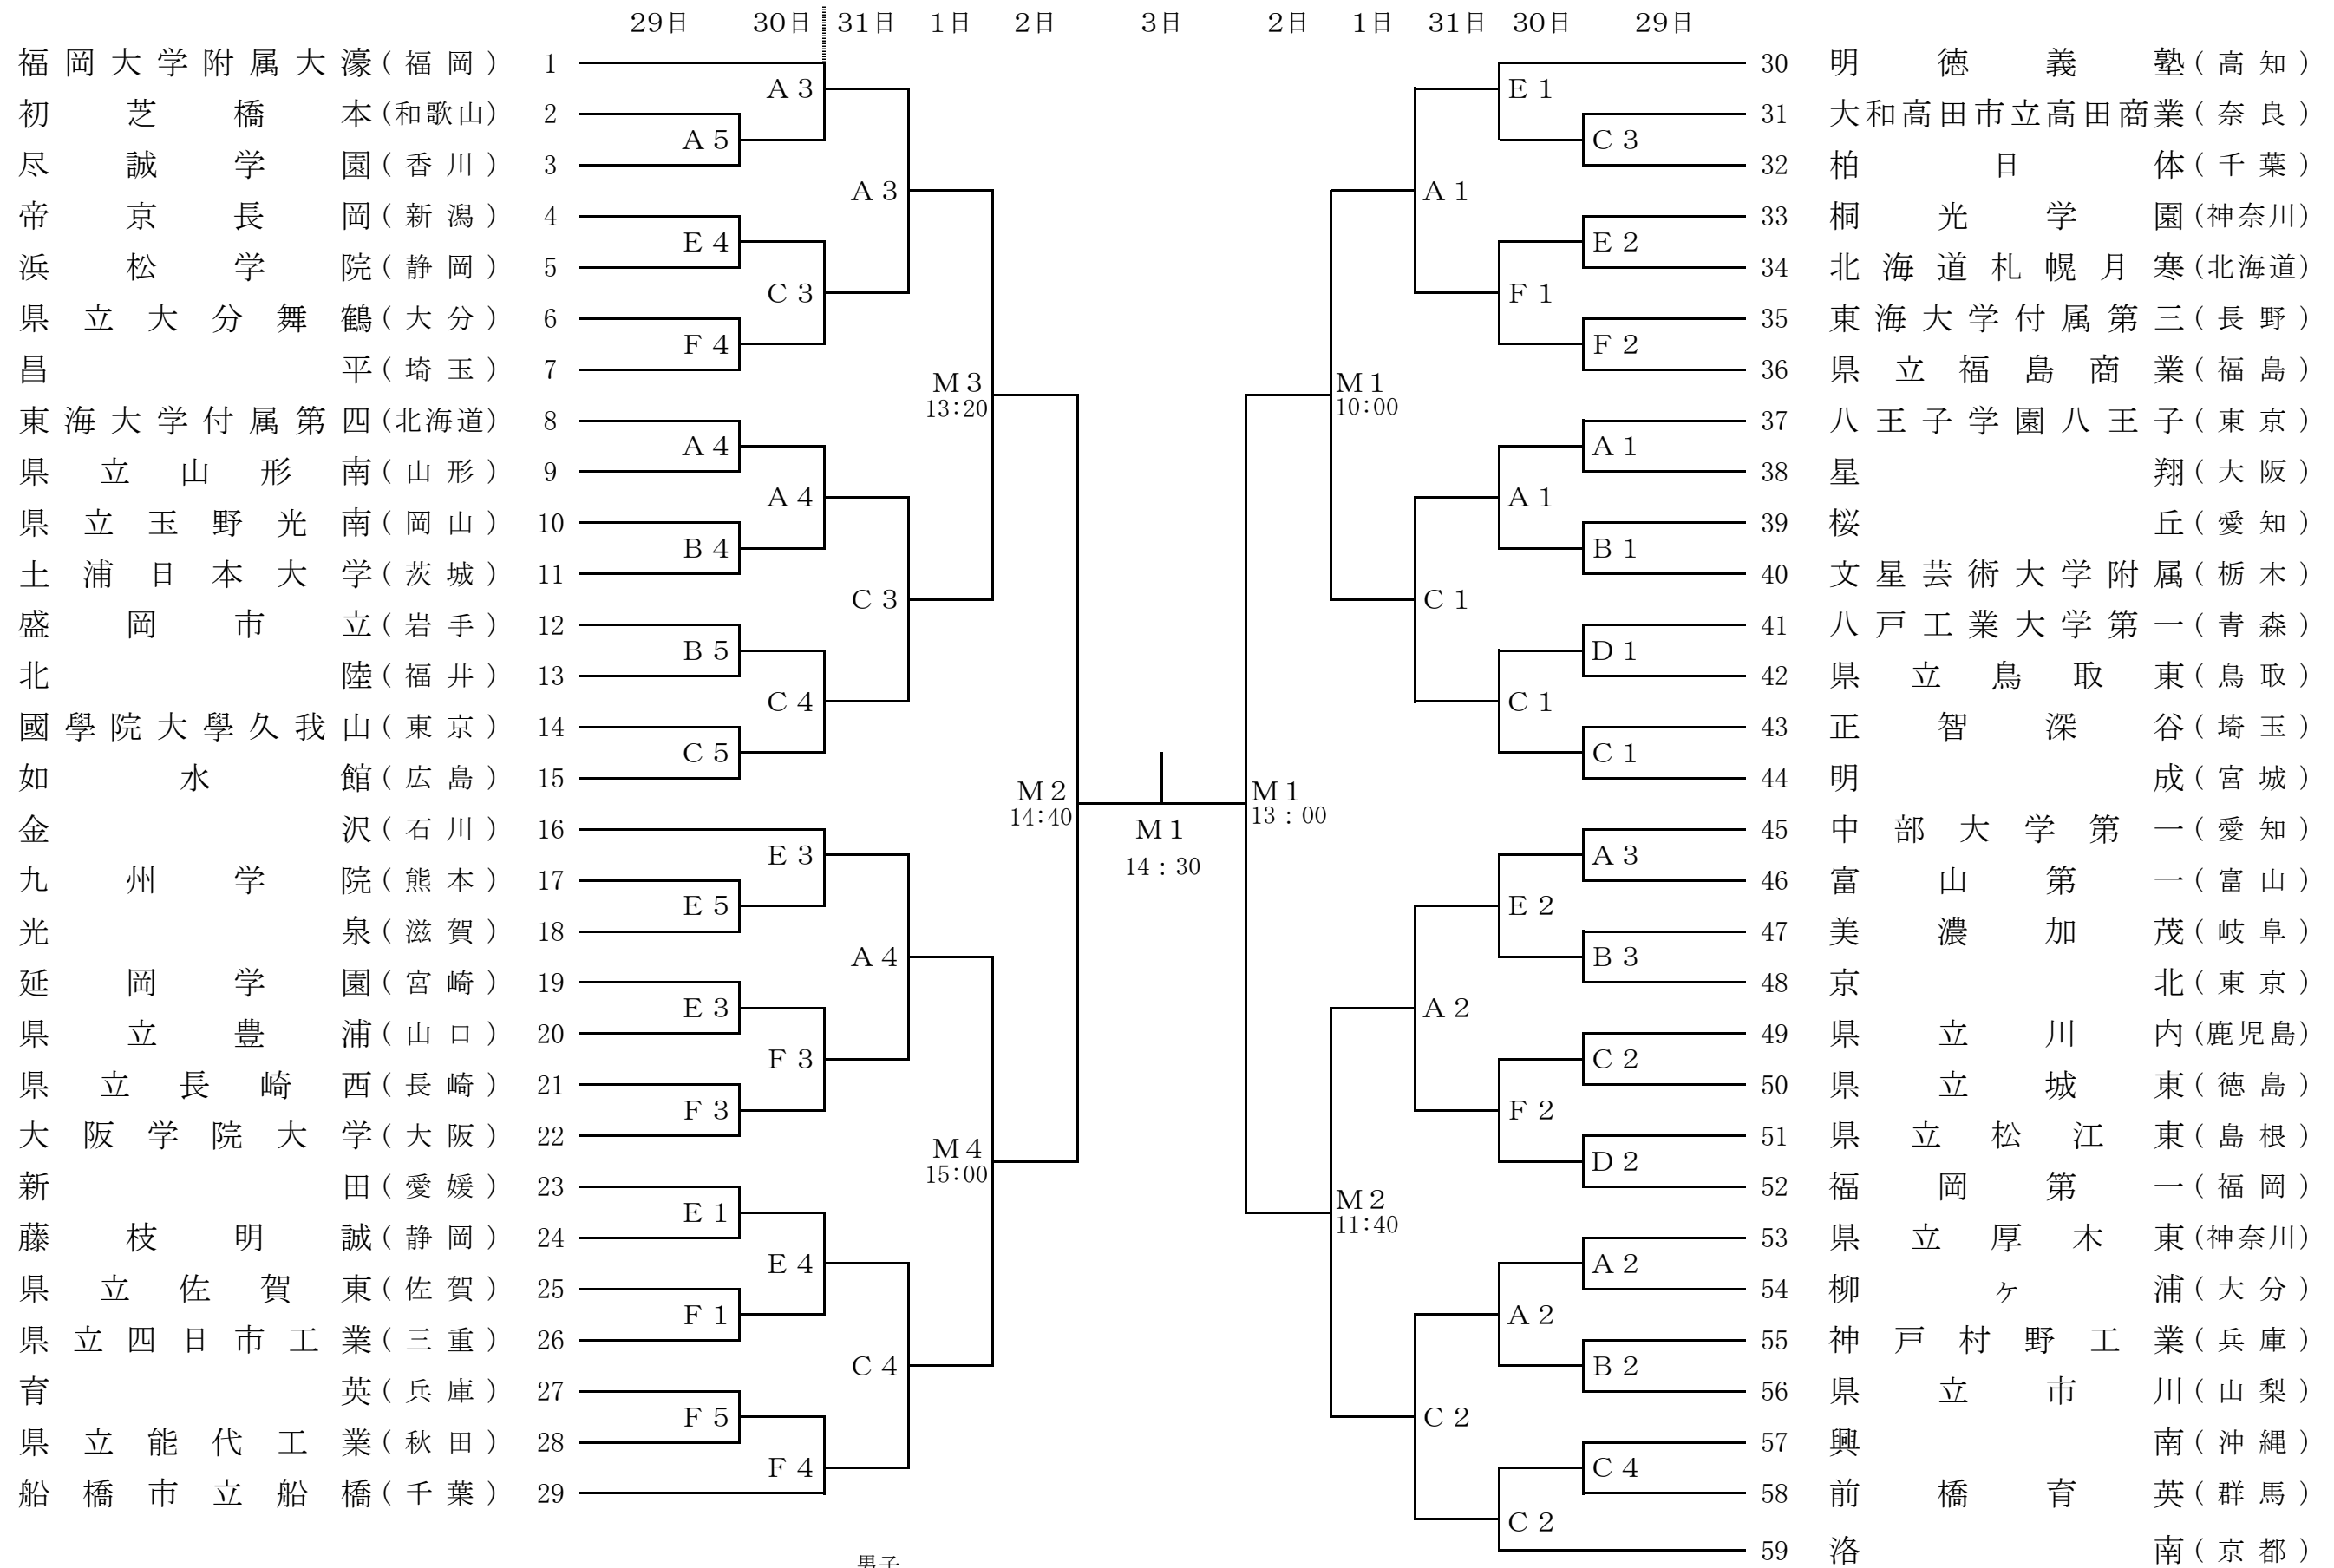 29日 30日 31日 1日 2日 3日 2日 1日 31日 30日 29日
福岡大学附属大濠(福岡) 1
初芝橋本(和歌山) 2
尽誠学園(香川) 3
帝京長岡(新潟) 4
浜松学院(静岡) 5
県立大分舞鶴(大分) 6
昌平(埼玉) 7
東海大学付属第四(北海道) 8
県立山形南(山形) 9
県立玉野光南(岡山) 10
土浦日本大学(茨城) 11
盛岡市立(岩手) 12
北陸(福井) 13
國學院大學久我山(東京) 14
如水館(広島) 15
金沢(石川) 16
九州学院(熊本) 17
光泉(滋賀) 18
延岡学園(宮崎) 19
県立豊浦(山口) 20
県立長崎西(長崎) 21
大阪学院大学(大阪) 22
新田(愛媛) 23
藤枝明誠(静岡) 24
県立佐賀東(佐賀) 25
県立四日市工業(三重) 26
育英(兵庫) 27
県立能代工業(秋田) 28
船橋市立船橋(千葉) 29
A5
E4
F4
A4
B4
B5
C5
E5
E3
F3
E1
F1
F5
A3
C3
A4
C4
E3
F3
E4
F4
A3
C3
A4
C4
M3
13:20
M4
15:00
M2
14:40
M1
14:30
M1
13:00
M1
10:00
M2
11:40
A1
C1
A2
C2
E1
F1
A1
C1
E2
F2
A2
C2
C3
E2
F2
A1
B1
D1
C1
A3
B3
C2
D2
A2
B2
C4
30 明徳義塾(高知)
31 大和高田市立高田商業(奈良)
32 柏日体(千葉)
33 桐光学園(神奈川)
34 北海道札幌月寒(北海道)
35 東海大学付属第三(長野)
36 県立福島商業(福島)
37 八王子学園八王子(東京)
38 星翔(大阪)
39 桜丘(愛知)
40 文星芸術大学附属(栃木)
41 八戸工業大学第一(青森)
42 県立鳥取東(鳥取)
43 正智深谷(埼玉)
44 明成(宮城)
45 中部大学第一(愛知)
46 富山第一(富山)
47 美濃加茂(岐阜)
48 京北(東京)
49 県立川内(鹿児島)
50 県立城東(徳島)
51 県立松江東(島根)
52 福岡第一(福岡)
53 県立厚木東(神奈川)
54 柳ヶ浦(大分)
55 神戸村野工業(兵庫)
56 県立市川(山梨)
57 興南(沖縄)
58 前橋育英(群馬)
59 洛南(京都)
男子